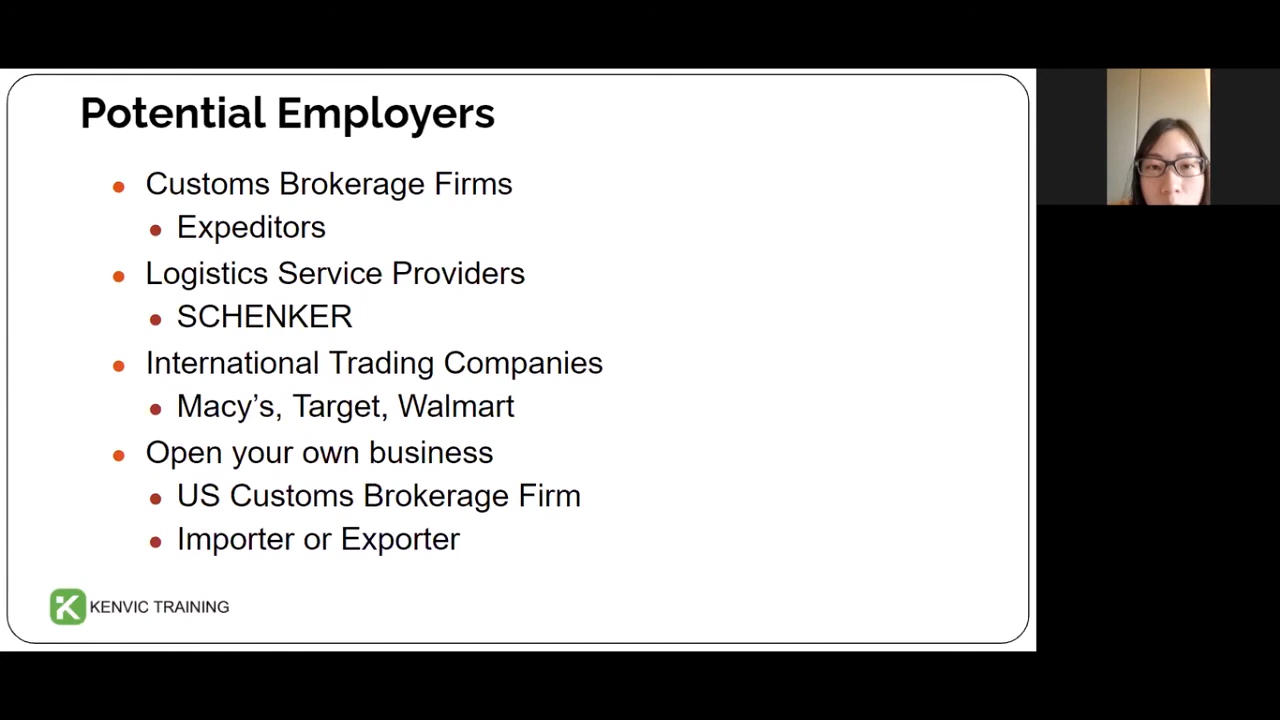 Potential Employers
Customs Brokerage Firms
Expeditors
Logistics Service Providers
SCHENKER
International Trading Companies
Macy’s, Target, Walmart
Open your own business
US Customs Brokerage Firm
Importer or Exporter
KENVIC TRAINING